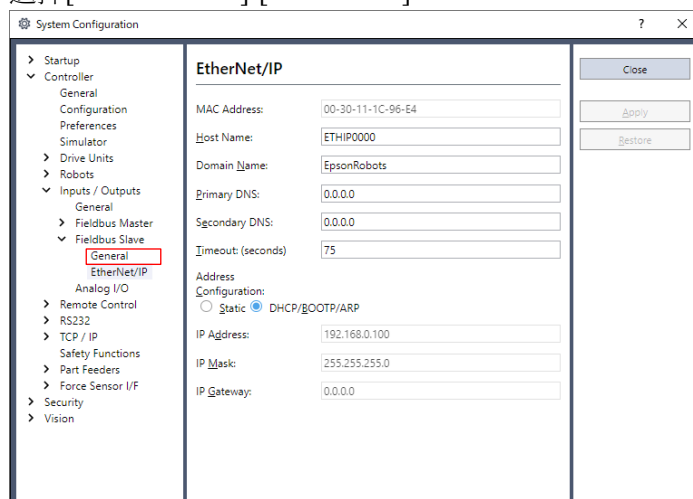 System Configuration
?
Startup
Controller
General
Configuration
Preferences
Simulator
Drive Units
Robots
Inputs / Outputs
General
Fieldbus Master
Fieldbus Slave
General
EtherNet/IP
Analog I/O
Remote Control
RS232
TCP / IP
Safety Functions
Part Feeders
Force Sensor I/F
Security
Vision
EtherNet/IP
MAC Address: 00-30-11-1C-96-E4
Host Name: ETHIP0000
Domain Name: EpsonRobots
Primary DNS: 0.0.0.0
Secondary DNS: 0.0.0.0
Timeout: (seconds) 75
Address
Configuration:
Static DHCP/BOOTP/ARP
IP Address: 192.168.0.100
IP Mask: 255.255.255.0
IP Gateway: 0.0.0.0
Close
Apply
Restore